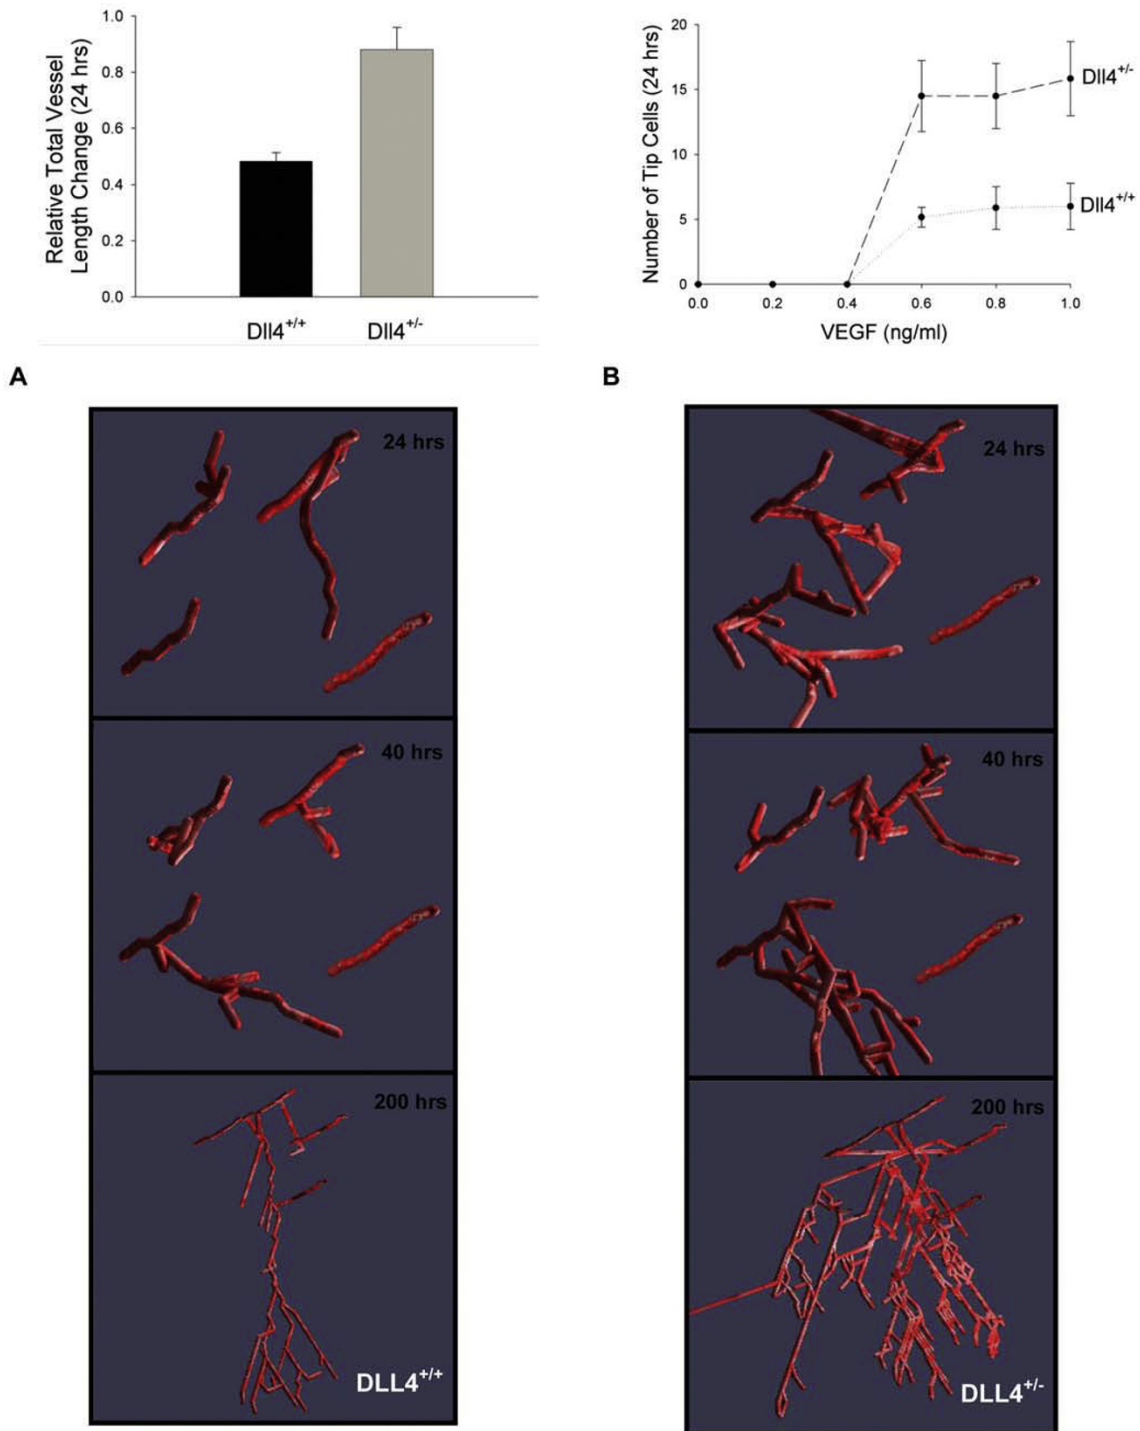 Relative Total Vessel
Length Change (24 hrs)
1.0
0.8
0.6
0.4
0.2
0.0
Dll4+/+
Dll4+/-
Number of Tip Cells (24 hrs)
20
15
10
5
0
Dll4+/-
Dll4+/+
0.0
0.2
0.4
0.6
0.8
1.0
VEGF (ng/ml)
A
24 hrs
40 hrs
200 hrs
DLL4+/+
B
24 hrs
40 hrs
200 hrs
DLL4+/-